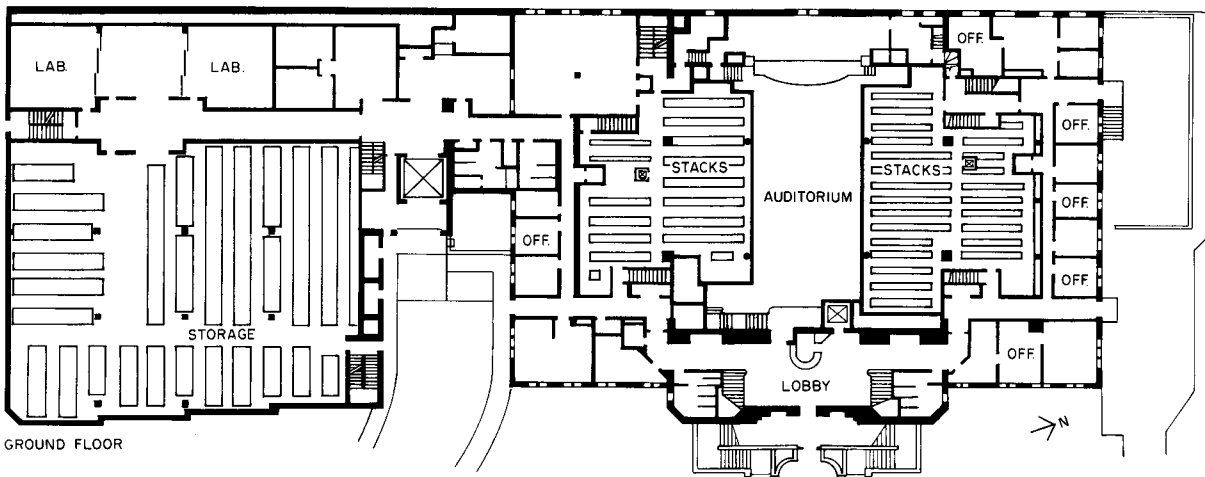 OFF.
LAB.
LAB.
OFF.
STACKS
STACKS
AUDITORIUM
OFF.
OFF.
OFF.
STORAGE
OFF.
LOBBY
N
GROUND FLOOR